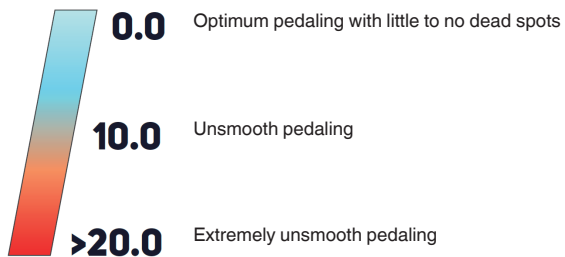 0.0 Optimum pedaling with little to no dead spots
10.0 Unsmooth pedaling
>20.0 Extremely unsmooth pedaling